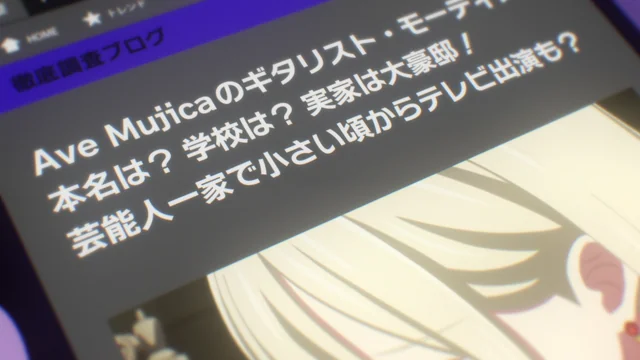 HOME トレンド
徹底調査ブログ
Ave Mujicaのギタリスト・モーティ
本名は？ 学校は？ 実家は大豪邸！
芸能人一家で小さい頃からテレビ出演も？